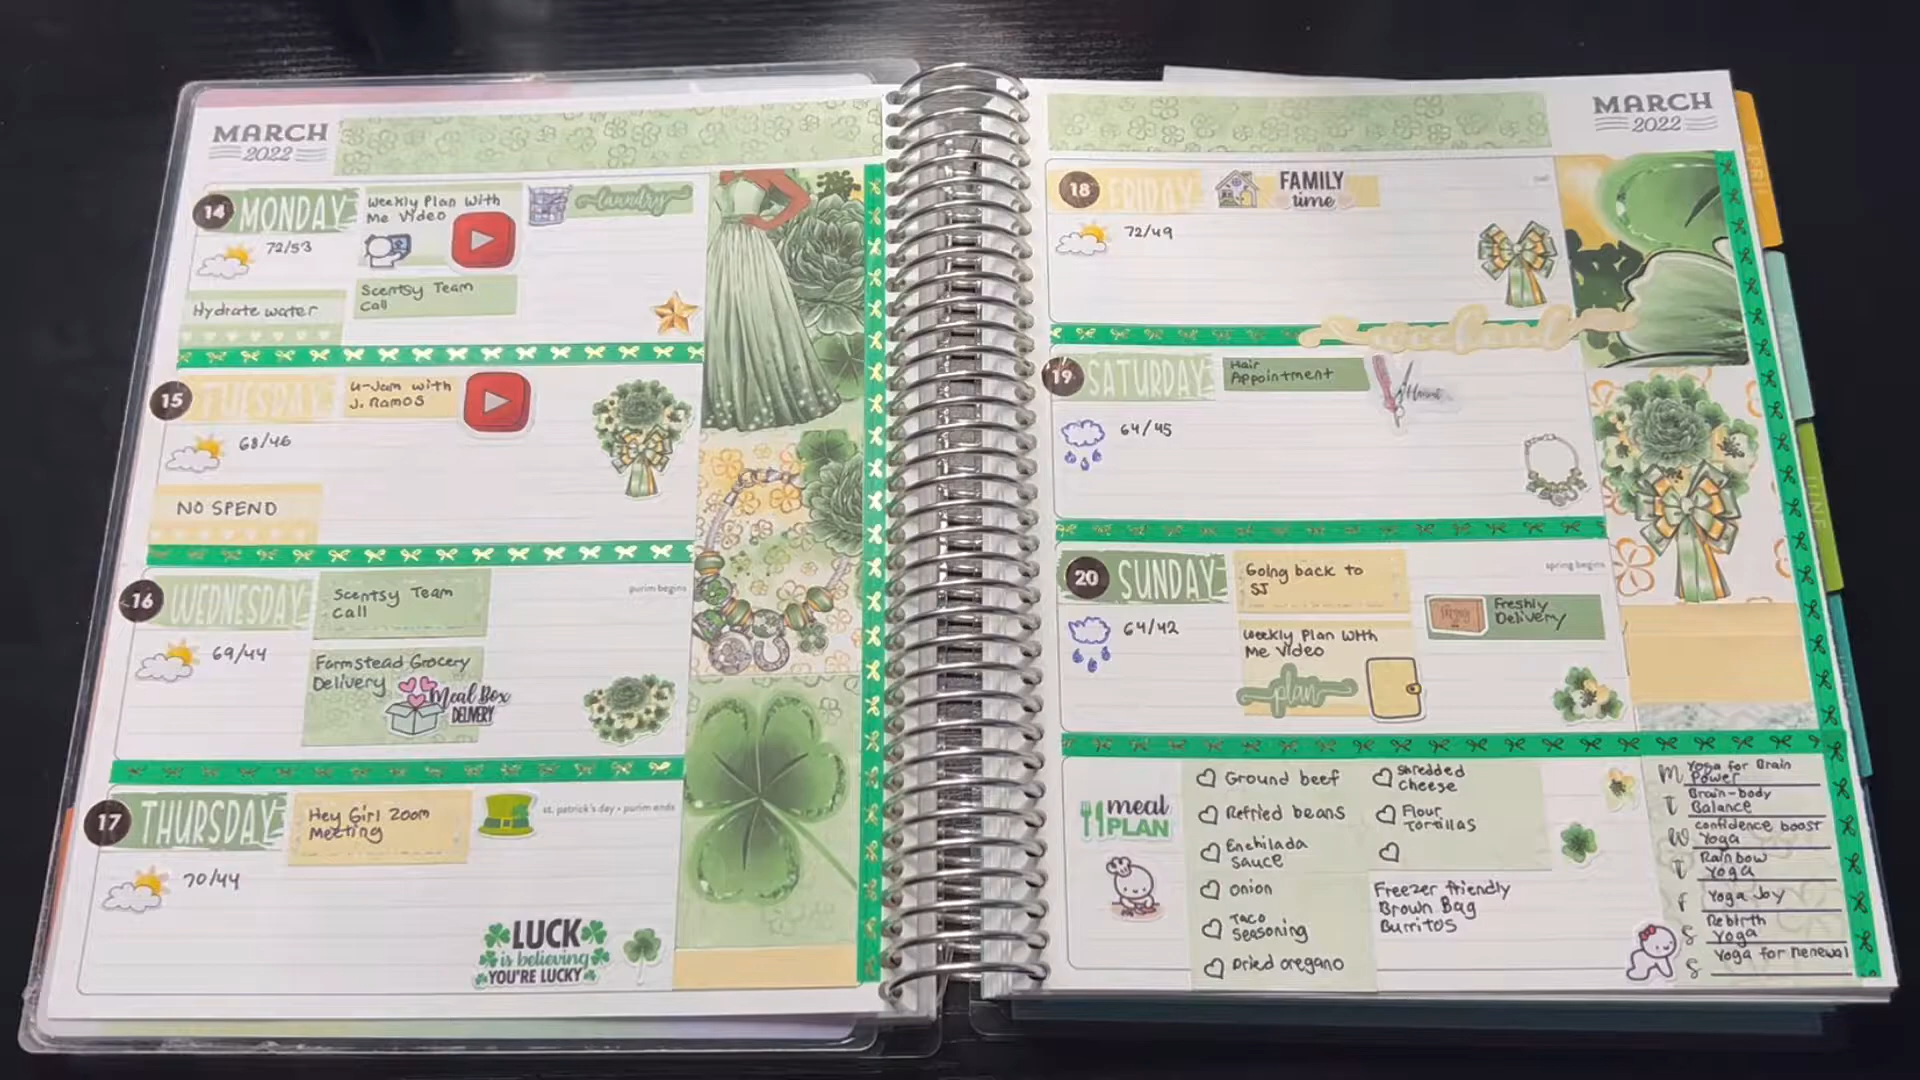 MARCH
2022
14 MONDAY
Weekly Plan With
Me Video
laundry
72/53
Scentsy Team
Call
Hydrate water
15 TUESDAY
U-Jam with
J. Ramos
68/46
NO SPEND
16 WEDNESDAY
Scentsy Team
Call
purim begins
69/44
Farmstead Grocery
Delivery
Meal Box
DELIVERY
17 THURSDAY
Hey Girl Zoom
Meeting
st. patrick's day • purim ends
70/44
LUCK
is believing
YOU'RE LUCKY
MARCH
2022
18 FRIDAY
FAMILY
time
72/49
weekend
19 SATURDAY
Hair
Appointment
64/45
20 SUNDAY
Going back to
SJ
spring begins
Freshly
Delivery
64/42
Weekly Plan With
Me Video
plan
meal
PLAN
Ground beef
Refried beans
Enchilada
sauce
Onion
Taco
Seasoning
Dried oregano
Shredded
Cheese
Flour
Tortillas
Freezer friendly
Brown Bag
Burritos
M Yoga for Brain
Power
T Brain-body
Balance
W Confidence boost
Yoga
T Rainbow
Yoga
F Yoga Joy
S Rebirth
Yoga
S Yoga for Renewal
APRIL
JUNE